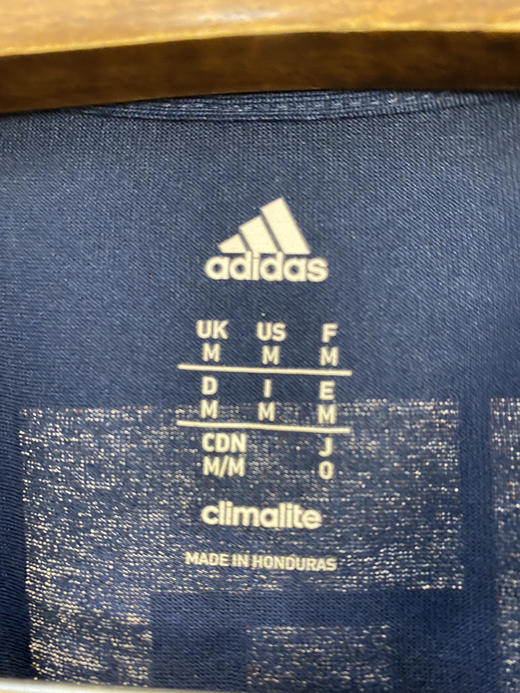 adidas
UK US F
M M M
D I E
M M M
CDN J
M/M O
climalite
MADE IN HONDURAS